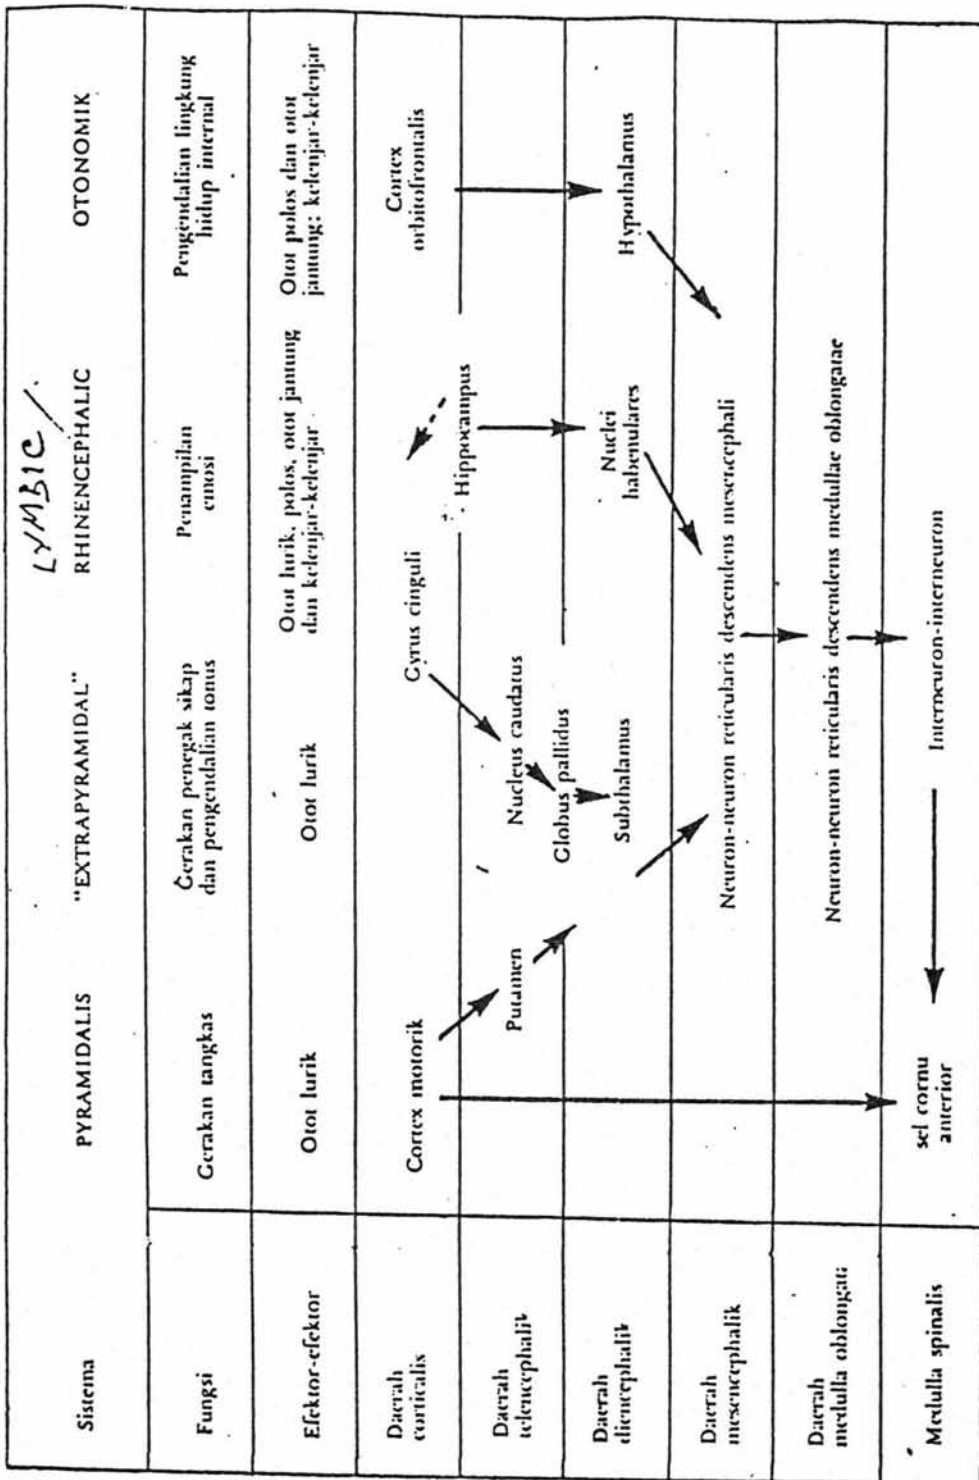 LYMBIC
Sistema PYRAMIDALIS "EXTRAPYRAMIDAL" RHINENCEPHALIC OTONOMIK
Fungsi
Gerakan tangkas
Gerakan penegak sikap
dan pengendalian tonus
Penampilan
emosi
Pengendalian lingkung
hidup internal
Efektor-efektor
Otot lurik
Otot lurik
Otot lurik, polos, otot jantung
dan kelenjar-kelenjar
Otot polos dan otot
jantung; kelenjar-kelenjar
Daerah
corticalis
Cortex motorik
Gyrus cinguli
Cortex
orbitofrontalis
Hippocampus
Daerah
telencephalik
Putamen
Nucleus caudatus
Globus pallidus
Daerah
diencephalik
Subthalamus
Nuclei
habenulares
Hypothalanus
Daerah
mesencephalik
Neuron-neuron reticularis descendens mesencephali
Daerah
medulla oblongati
Neuron-neuron reticularis descendens medullae oblongatae
Medulla spinalis
sel cornu
anterior
Interneuron-interneuron